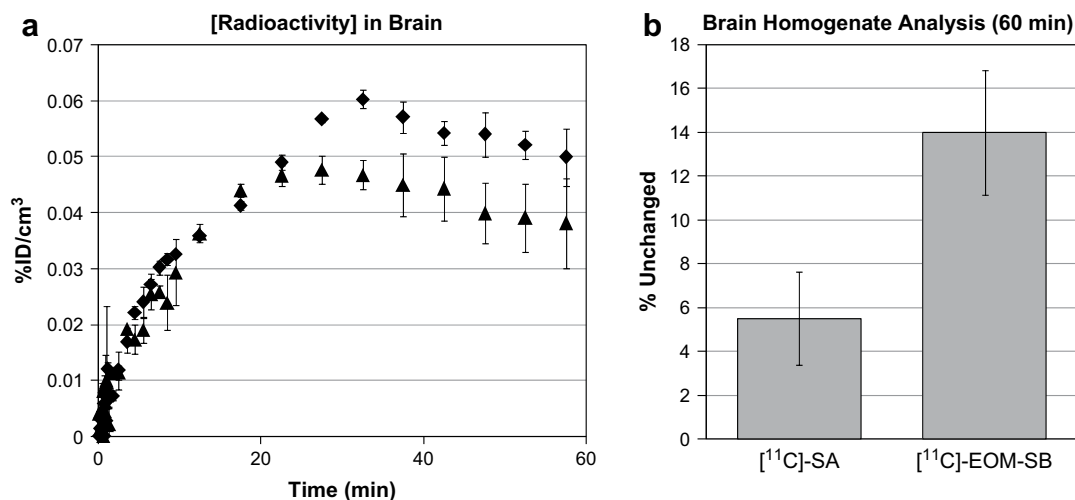 a
[Radioactivity] in Brain
0.07
0.06
0.05
0.04
0.03
0.02
0.01
0
%ID/cm³
0
20
40
60
Time (min)
b
Brain Homogenate Analysis (60 min)
18
16
14
12
10
8
6
4
2
0
% Unchanged
[¹¹C]-SA
[¹¹C]-EOM-SB